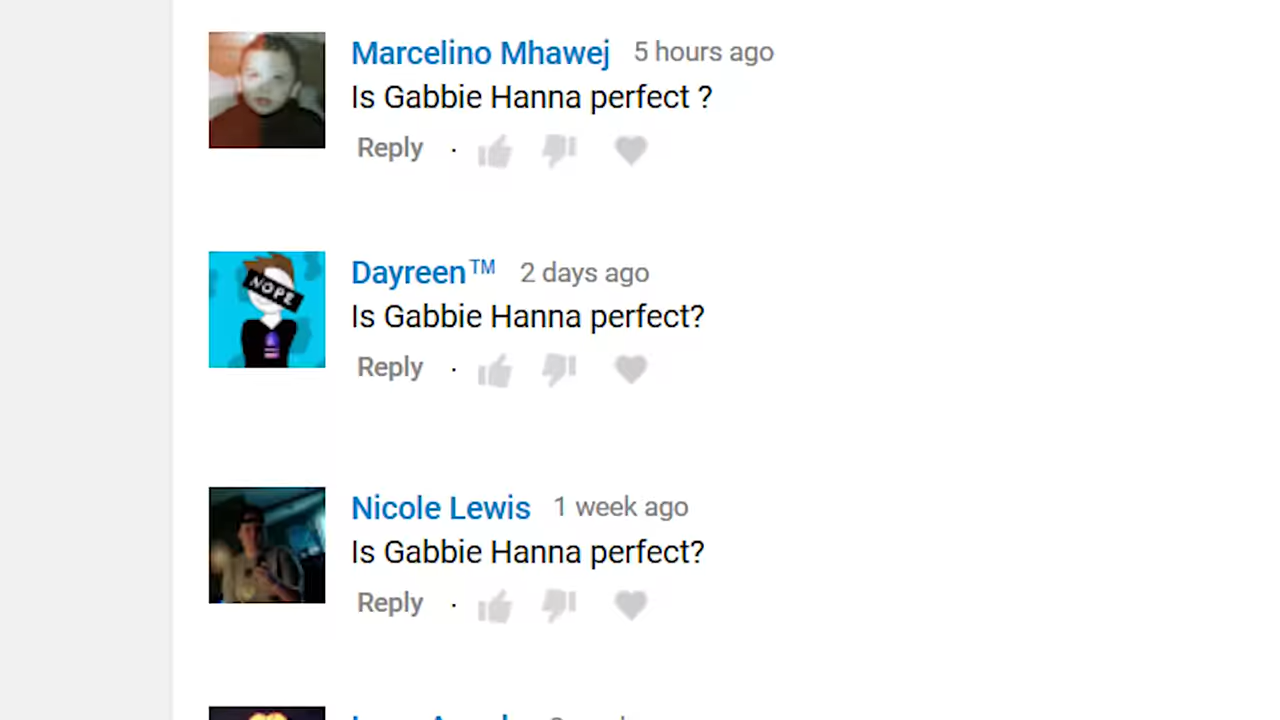 Marcelino Mhawej 5 hours ago
Is Gabbie Hanna perfect ?
Reply ·
NOPE
Dayreen™ 2 days ago
Is Gabbie Hanna perfect?
Reply ·
Nicole Lewis 1 week ago
Is Gabbie Hanna perfect?
Reply ·